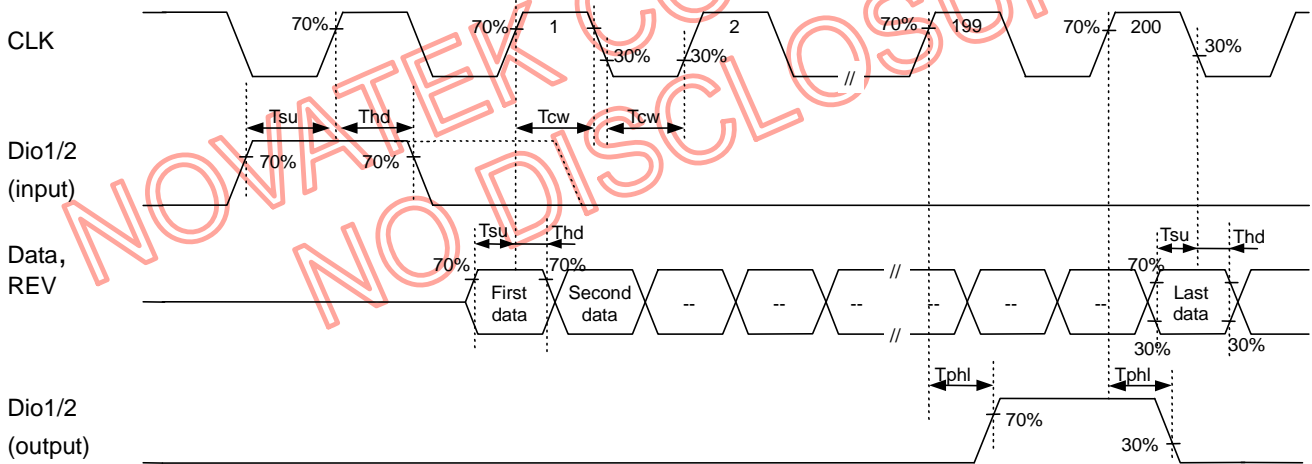 NOVATEK CO
NO DISCLOSU
CLK
70%
70%
1
30%
30%
2
70%
199
70%
200
30%
//
Tsu
Thd
Tcw
Tcw
Dio1/2
(input)
70%
70%
Data,
REV
Tsu
Thd
70%
70%
First
data
Second
data
--
--
--
//
//
--
--
--
Tsu
Thd
70%
Last
data
30%
30%
Dio1/2
(output)
Tphl
Tphl
70%
30%